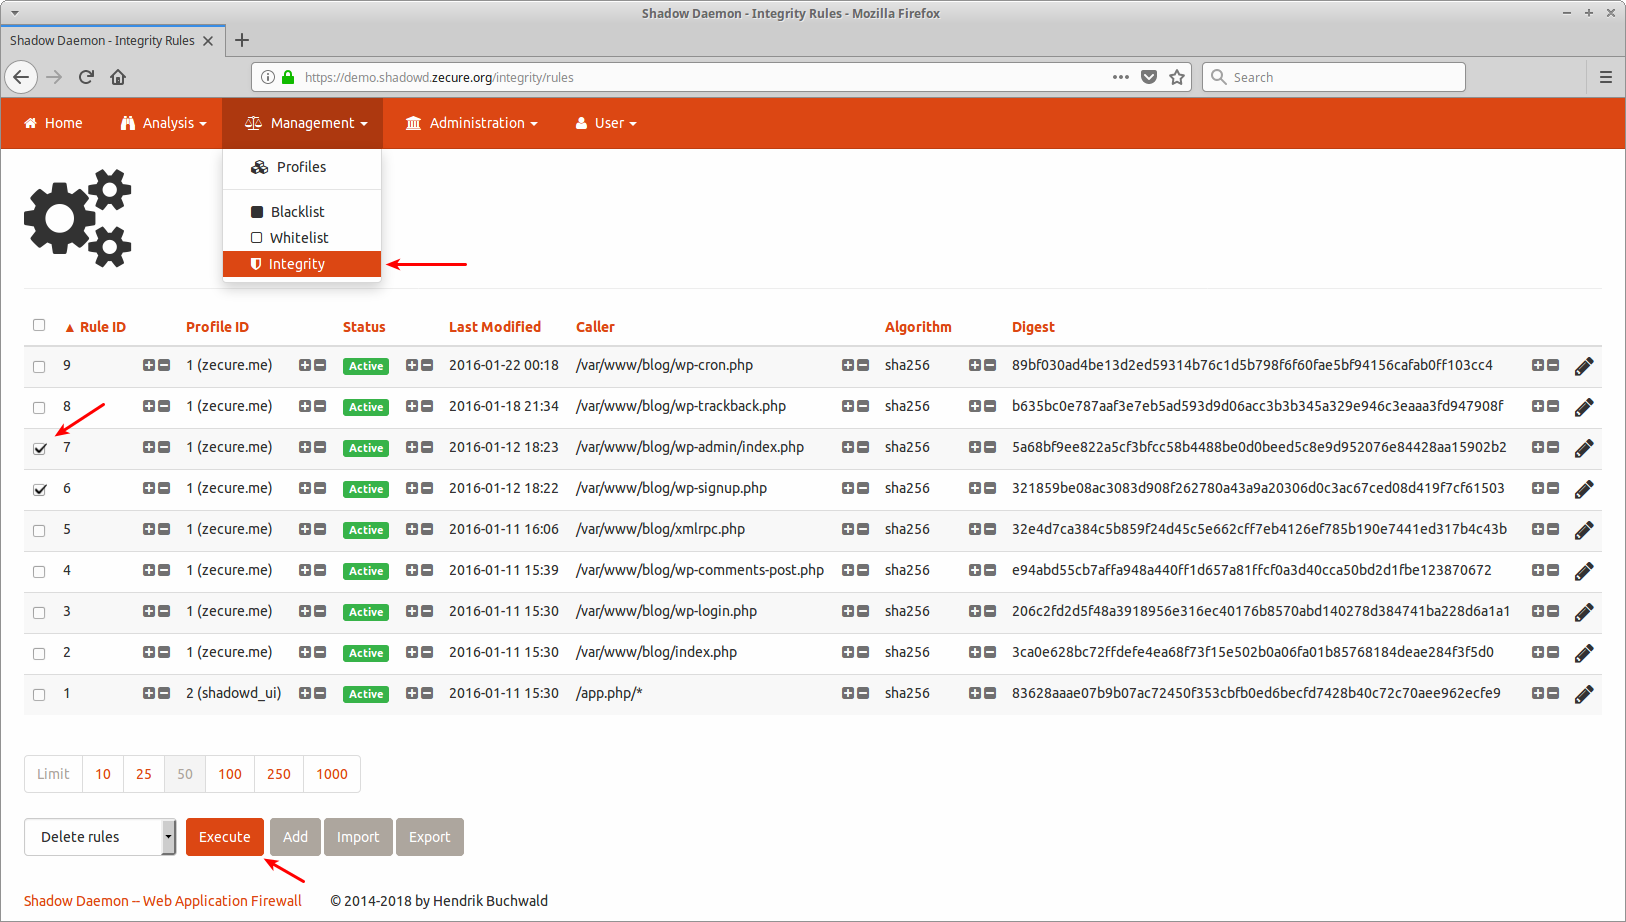 Shadow Daemon - Integrity Rules - Mozilla Firefox
Shadow Daemon - Integrity Rules
https://demo.shadowd.zecure.org/integrity/rules
Search
Home Analysis Management Administration User
Profiles
Blacklist
Whitelist
Integrity
▲ Rule ID Profile ID Status Last Modified Caller Algorithm Digest
9 1 (zecure.me) Active 2016-01-22 00:18 /var/www/blog/wp-cron.php sha256 89bf030ad4be13d2ed59314b76c1d5b798f6f60fae5bf94156cafab0ff103cc4
8 1 (zecure.me) Active 2016-01-18 21:34 /var/www/blog/wp-trackback.php sha256 b635bc0e787aaf3e7eb5ad593d9d06acc3b3b345a329e946c3eaaa3fd947908f
7 1 (zecure.me) Active 2016-01-12 18:23 /var/www/blog/wp-admin/index.php sha256 5a68bf9ee822a5cf3bfcc58b4488be0d0beed5c8e9d952076e84428aa15902b2
6 1 (zecure.me) Active 2016-01-12 18:22 /var/www/blog/wp-signup.php sha256 321859be08ac3083d908f262780a43a9a20306d0c3ac67ced08d419f7cf61503
5 1 (zecure.me) Active 2016-01-11 16:06 /var/www/blog/xmlrpc.php sha256 32e4d7ca384c5b859f24d45c5e662cff7eb4126ef785b190e7441ed317b4c43b
4 1 (zecure.me) Active 2016-01-11 15:39 /var/www/blog/wp-comments-post.php sha256 e94abd55cb7affa948a440ff1d657a81ffcf0a3d40cca50bd2d1fbe123870672
3 1 (zecure.me) Active 2016-01-11 15:30 /var/www/blog/wp-login.php sha256 206c2fd2d5f48a3918956e316ec40176b8570abd140278d384741ba228d6a1a1
2 1 (zecure.me) Active 2016-01-11 15:30 /var/www/blog/index.php sha256 3ca0e628bc72ffdefe4ea68f73f15e502b0a06fa01b85768184deae284f3f5d0
1 2 (shadowd_ui) Active 2016-01-11 15:30 /app.php/* sha256 83628aaae07b9b07ac72450f353cbfb0ed6becfd7428b40c72c70aee962ecfe9
Limit 10 25 50 100 250 1000
Delete rules Execute Add Import Export
Shadow Daemon — Web Application Firewall © 2014-2018 by Hendrik Buchwald